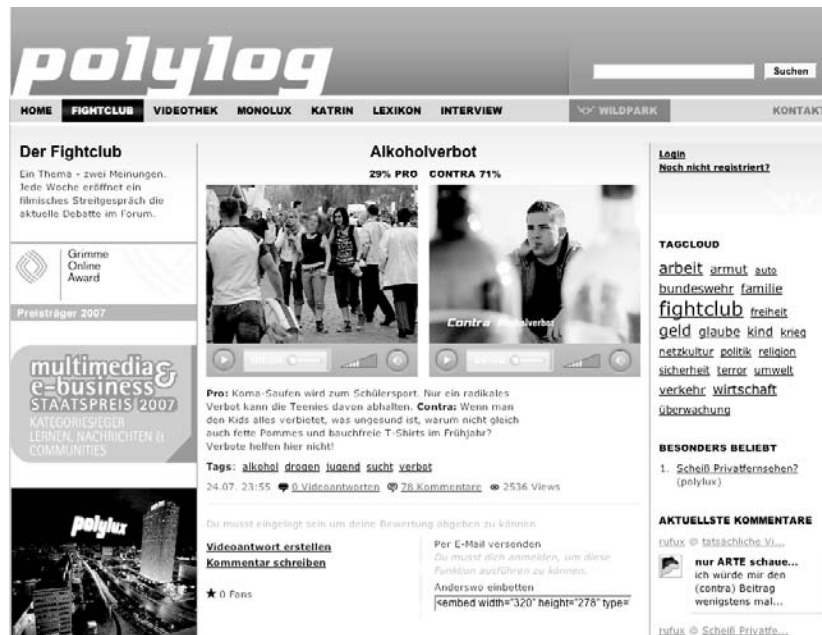 polylog
Suchen
HOME FIGHTCLUB VIDEOTHEK MONOLUX KATRIN LEXIKON INTERVIEW WILDPARK KONTAKT
Der Fightclub
Ein Thema - zwei Meinungen.
Jede Woche eröffnet ein
filmisches Streitgespräch die
aktuelle Debatte im Forum.
Grimme
Online
Award
Preisträger 2007
multimedia &
e-business
STAATSPREIS 2007
KATEGORIESIEGER
LERNEN, NACHRICHTEN &
COMMUNITIES
polylux
Alkoholverbot
29% PRO CONTRA 71%
Contra Alkoholverbot
00:00
00:00
Pro: Koma-Saufen wird zum Schülersport. Nur ein radikales
Verbot kann die Teenies davon abhalten. Contra: Wenn man
den Kids alles verbietet, was ungesund ist, warum nicht gleich
auch fette Pommes und bauchfreie T-Shirts im Frühjahr?
Verbote helfen hier nicht!
Tags: alkohol drogen jugend sucht verbot
24.07. 23:55 0 Videoantworten 78 Kommentare 2536 Views
Du musst eingelogt sein um deine Bewertung abgeben zu können.
Videoantwort erstellen
Kommentar schreiben
0 Fans
Per E-Mail versenden
Du musst dich anmelden, um diese
Funktion ausführen zu können.
Anderswo einbetten
<embed width="320" height="278" type=
Login
Noch nicht registriert?
TAGCLOUD
arbeit armut auto
bundeswehr familie
fightclub freiheit
geld glaube kind krieg
netzkultur politik religion
sicherheit terror umwelt
verkehr wirtschaft
überwachung
BESONDERS BELIEBT
1. Scheiß Privatfernsehen?
(polylux)
AKTUELLSTE KOMMENTARE
rufux @ tatsächliche Vi...
nur ARTE schaue...
ich würde mir den
(contra) Beitrag
wenigstens mal...
rufux @ Scheiß Privatfe...